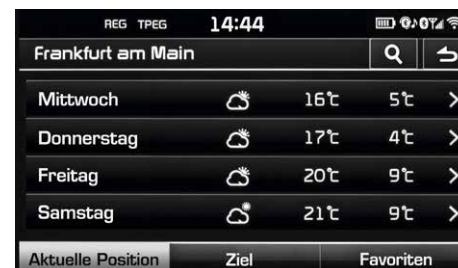 REG TPEG 14:44
Frankfurt am Main
Mittwoch 16°C 5°C
Donnerstag 17°C 4°C
Freitag 20°C 9°C
Samstag 21°C 9°C
Aktuelle Position Ziel Favoriten